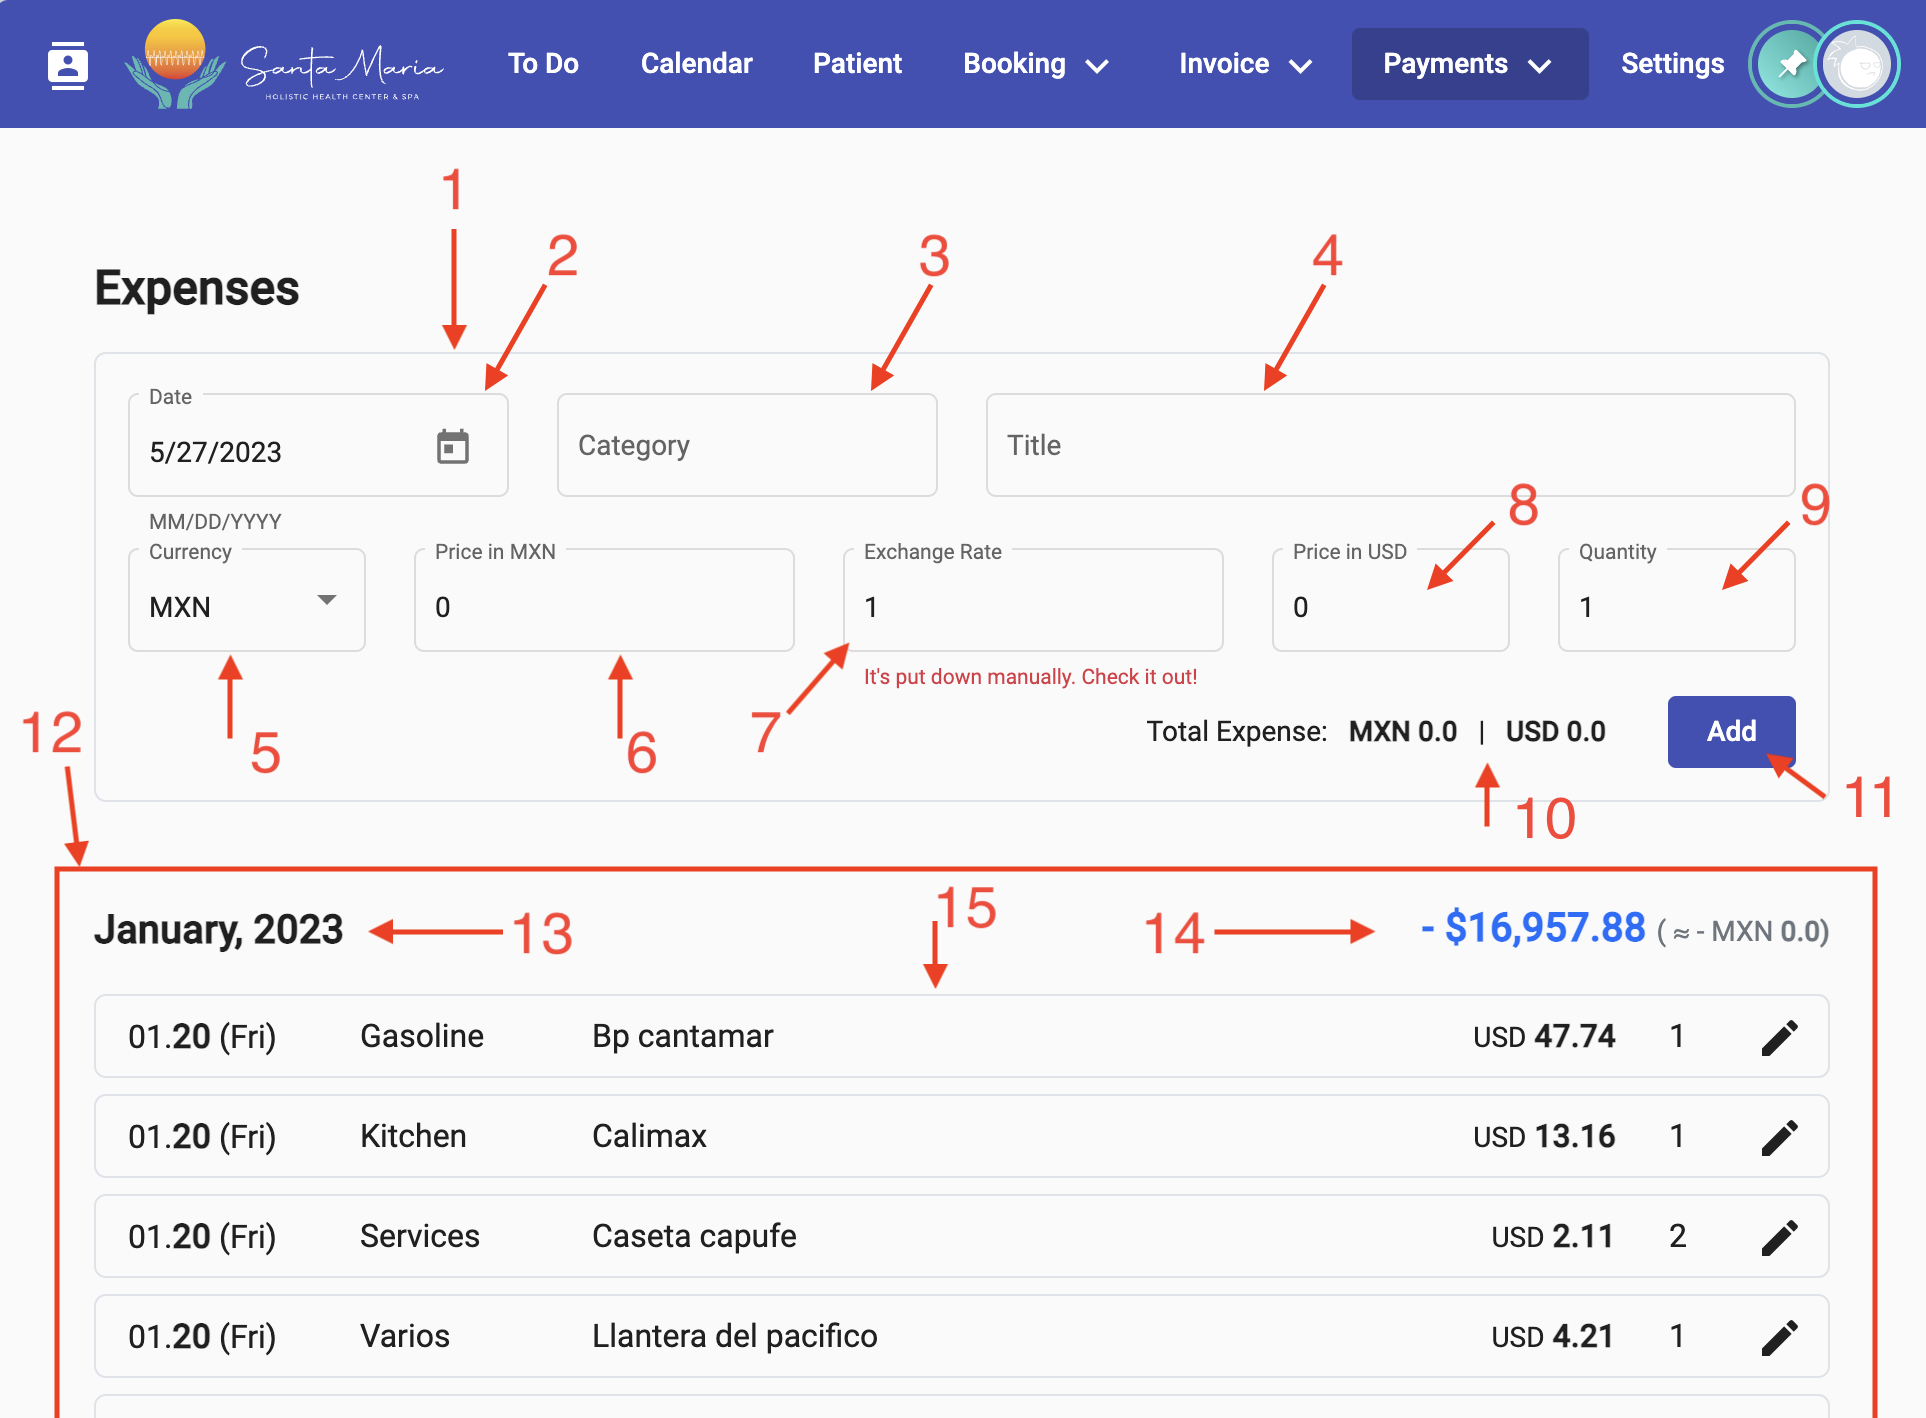 Santa Maria
HOLISTIC HEALTH CENTER & SPA
To Do Calendar Patient Booking Invoice Payments Settings
1
2 3 4
Expenses
Date
5/27/2023
Category
Title
MM/DD/YYYY
8 9
Currency Price in MXN Exchange Rate Price in USD Quantity
MXN 0 1 0 1
It's put down manually. Check it out!
12 5 6 7
Total Expense: MXN 0.0 | USD 0.0 Add
10 11
15
January, 2023 13 14 - $16,957.88 ( ≈ - MXN 0.0)
01.20 (Fri) Gasoline Bp cantamar USD 47.74 1
01.20 (Fri) Kitchen Calimax USD 13.16 1
01.20 (Fri) Services Caseta capufe USD 2.11 2
01.20 (Fri) Varios Llantera del pacifico USD 4.21 1